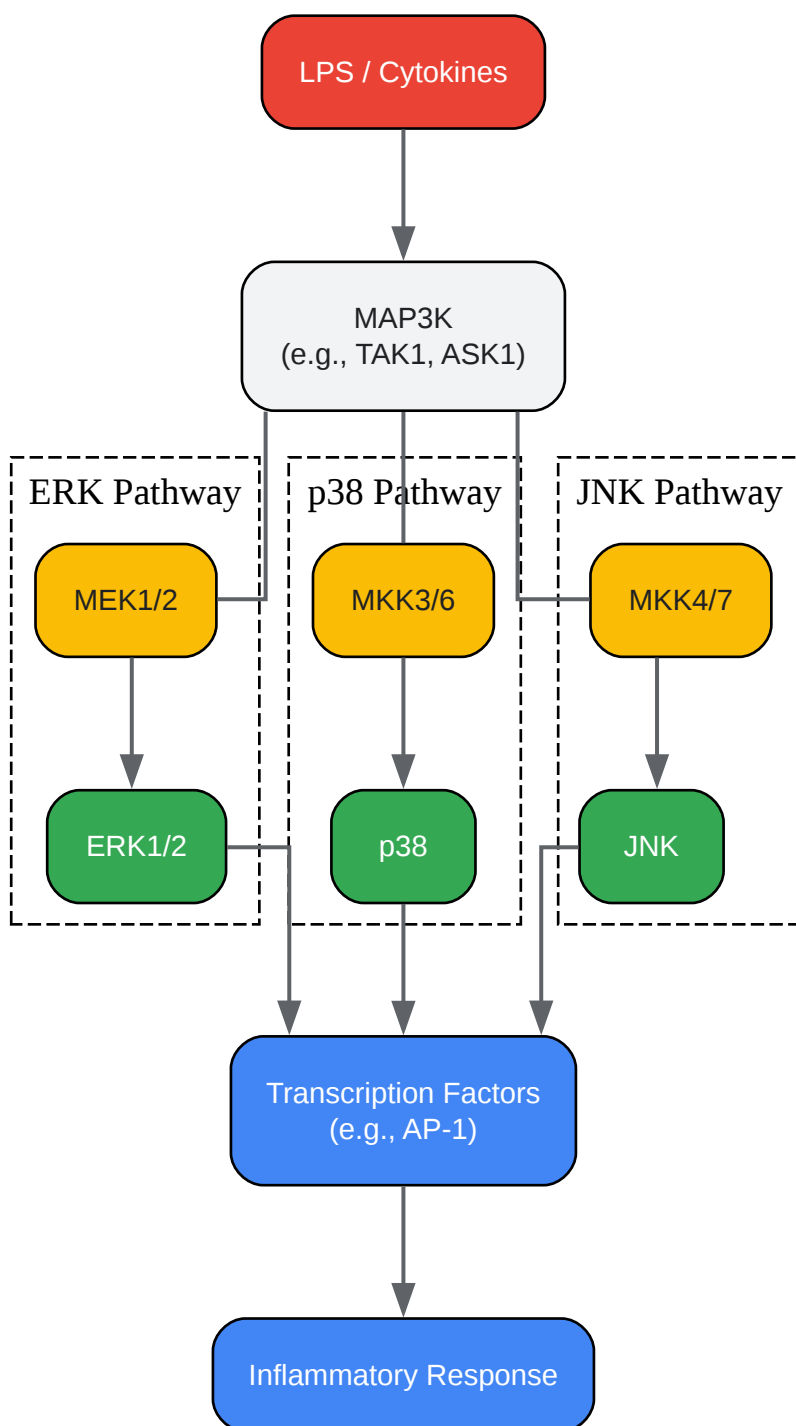 LPS / Cytokines
MAP3K
(e.g., TAK1, ASK1)
ERK Pathway
p38 Pathway
JNK Pathway
MEK1/2
MKK3/6
MKK4/7
ERK1/2
p38
JNK
Transcription Factors
(e.g., AP-1)
Inflammatory Response